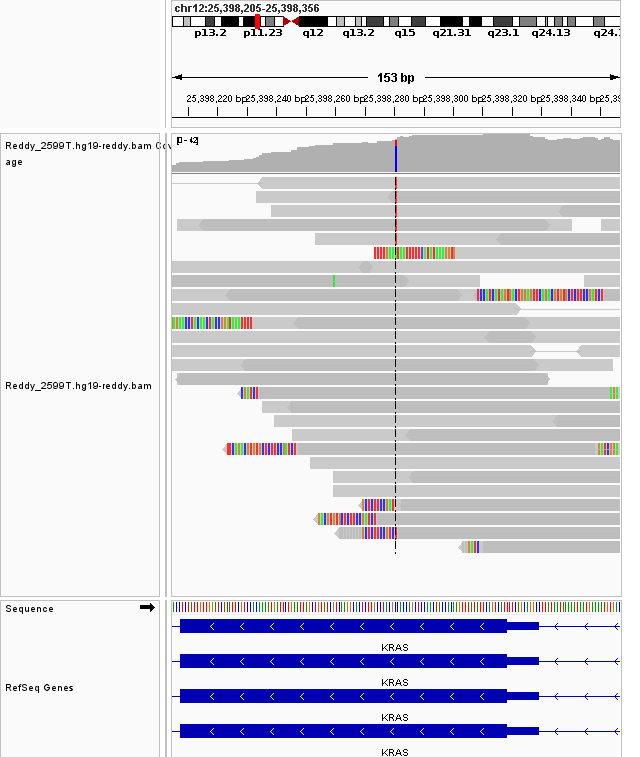 chr12:25,398,205-25,398,356
p13.2 p11.23 q12 q13.2 q15 q21.31 q23.1 q24.13 q24.
153 bp
25,398,220 bp 25,398,240 bp 25,398,260 bp 25,398,280 bp 25,398,300 bp 25,398,320 bp 25,398,340 bp 25,39
[0 - 42]
Reddy_2599T.hg19-reddy.bam Cov
age
Reddy_2599T.hg19-reddy.bam
Sequence
KRAS
KRAS
RefSeq Genes
KRAS
KRAS